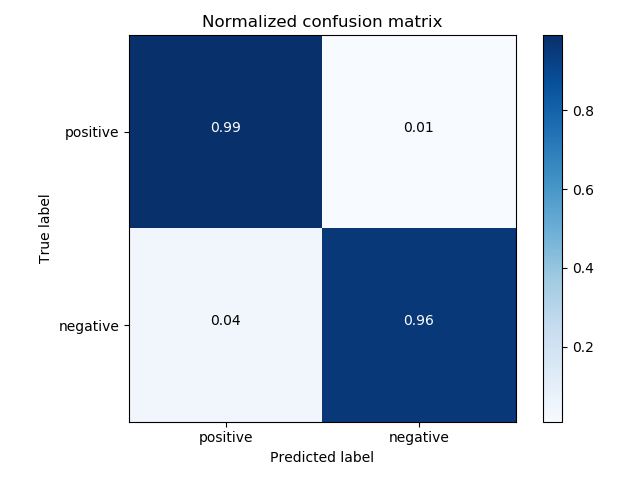 Normalized confusion matrix
True label
positive
negative
0.99
0.01
0.04
0.96
positive
negative
Predicted label
0.8
0.6
0.4
0.2